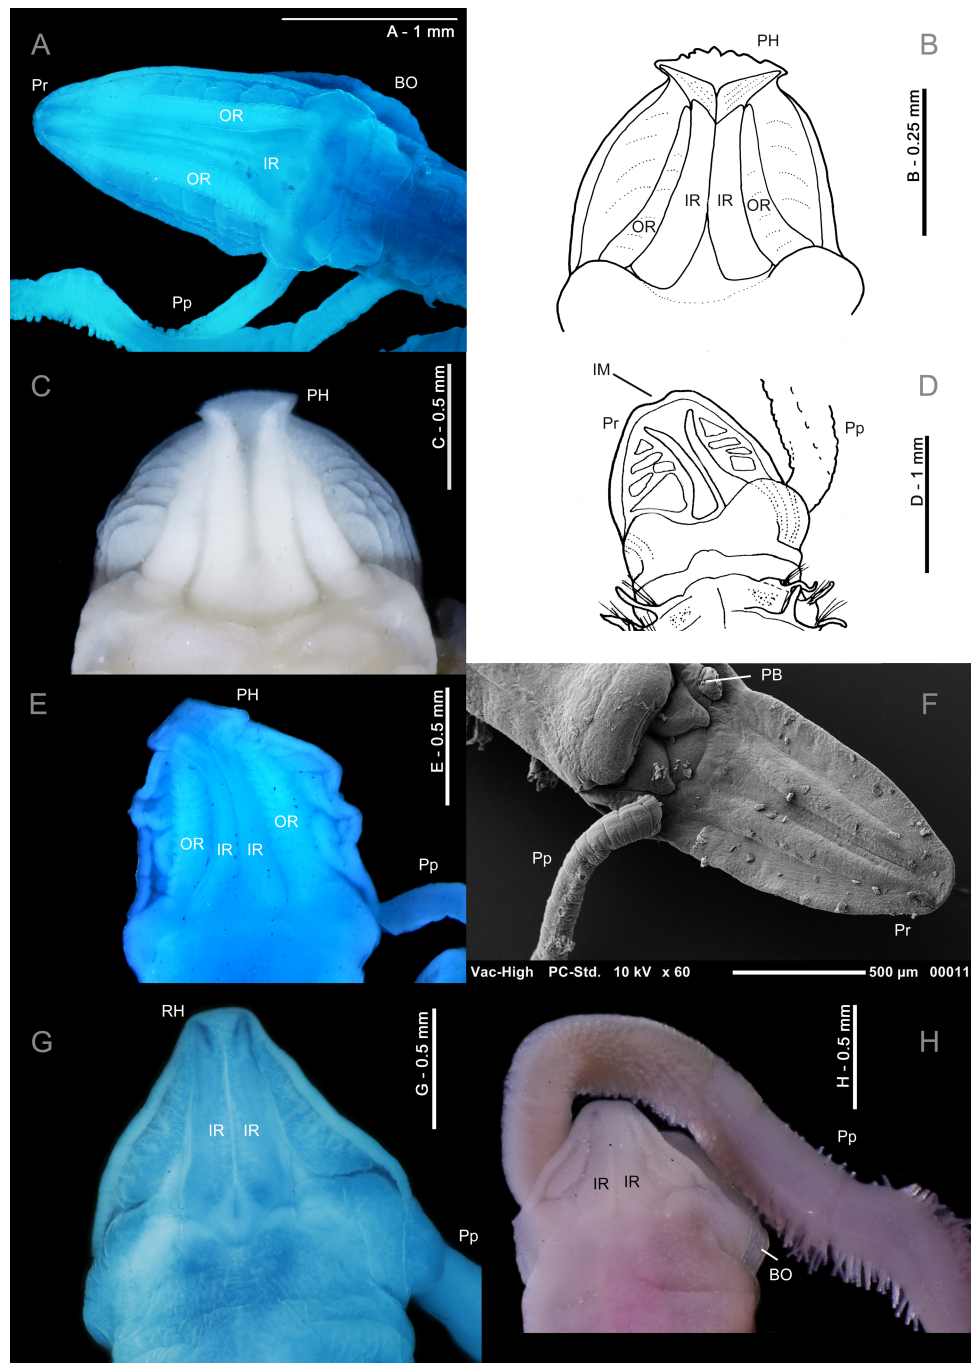 A
A - 1 mm
Pr
BO
OR
IR
OR
Pp
B
PH
B - 0.25 mm
IR IR
OR
OR
C
PH
C - 0.5 mm
D
IM
Pr
Pp
D - 1 mm
E
PH
E - 0.5 mm
OR
OR
IR IR
Pp
F
PB
Pp
Pr
Vac-High PC-Std. 10 kV x 60 500 µm 00011
G
RH
G - 0.5 mm
IR IR
Pp
H
H - 0.5 mm
Pp
IR IR
BO